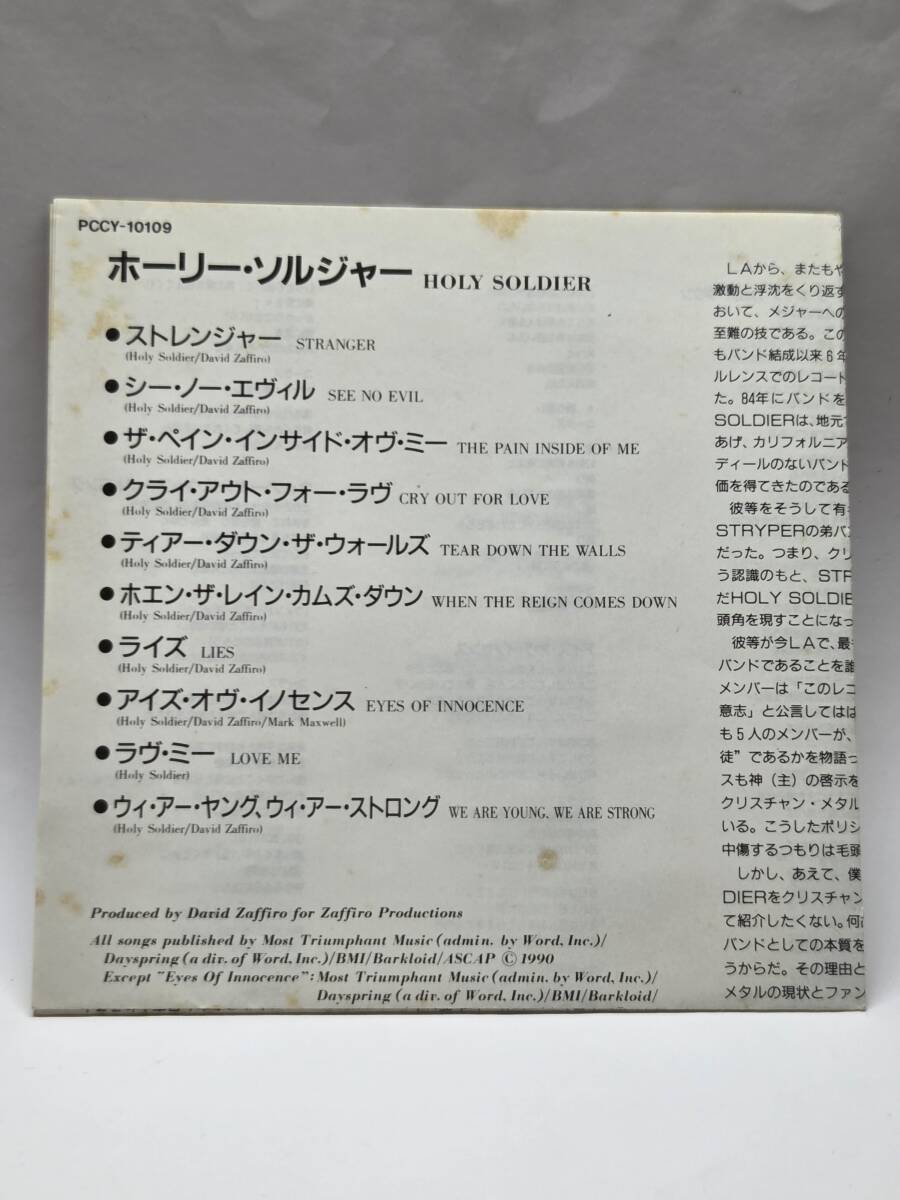 PCCY-10109
ホーリー・ソルジャー HOLY SOLDIER
●ストレンジャー STRANGER
(Holy Soldier/David Zaffiro)
●シー・ノー・エヴィル SEE NO EVIL
(Holy Soldier/David Zaffiro)
●ザ・ペイン・インサイド・オヴ・ミー THE PAIN INSIDE OF ME
(Holy Soldier/David Zaffiro)
●クライ・アウト・フォー・ラヴ CRY OUT FOR LOVE
(Holy Soldier/David Zaffiro)
●ティアー・ダウン・ザ・ウォールズ TEAR DOWN THE WALLS
(Holy Soldier/David Zaffiro)
●ホエン・ザ・レイン・カムズ・ダウン WHEN THE REIGN COMES DOWN
(Holy Soldier/David Zaffiro)
●ライズ LIES
(Holy Soldier/David Zaffiro)
●アイズ・オヴ・イノセンス EYES OF INNOCENCE
(Holy Soldier/David Zaffiro/Mark Maxwell)
●ラヴ・ミー LOVE ME
(Holy Soldier)
●ウィ・アー・ヤング、ウィ・アー・ストロング WE ARE YOUNG, WE ARE STRONG
(Holy Soldier/David Zaffiro)
Produced by David Zaffiro for Zaffiro Productions
All songs published by Most Triumphant Music (admin. by Word, Inc.)/
Dayspring (a div. of Word, Inc.)/BMI/Barkloid/ASCAP Ⓒ 1990
Except "Eyes Of Innocence": Most Triumphant Music (admin. by Word, Inc.)/
Dayspring (a div. of Word, Inc.)/BMI/Barkloid/
LAから、またもや
激動と浮沈をくり返す
おいて、メジャーへの
至難の技である。この
もバンド結成以来6年
ルレンスでのレコート
た。84年にバンドを
SOLDIERは、地元
あげ、カリフォルニア
ディールのないバンド
価を得てきたのである
彼等をそうして有
STRYPERの弟バ
だった。つまり、クリ
う認識のもと、STR
だHOLY SOLDIE
頭角を現すことになっ
彼等が今LAで、最
バンドであることを誰
メンバーは「このレコ
意志」と公言してはは
も5人のメンバーが、
徒"であるかを物語っ
スも神(主)の啓示を
クリスチャン・メタル
いる。こうしたポリシ
中傷するつもりは毛頭
しかし、あえて、僕
DIERをクリスチャン
て紹介したくない。何
バンドとしての本質を
うからだ。その理由と
メタルの現状とファン